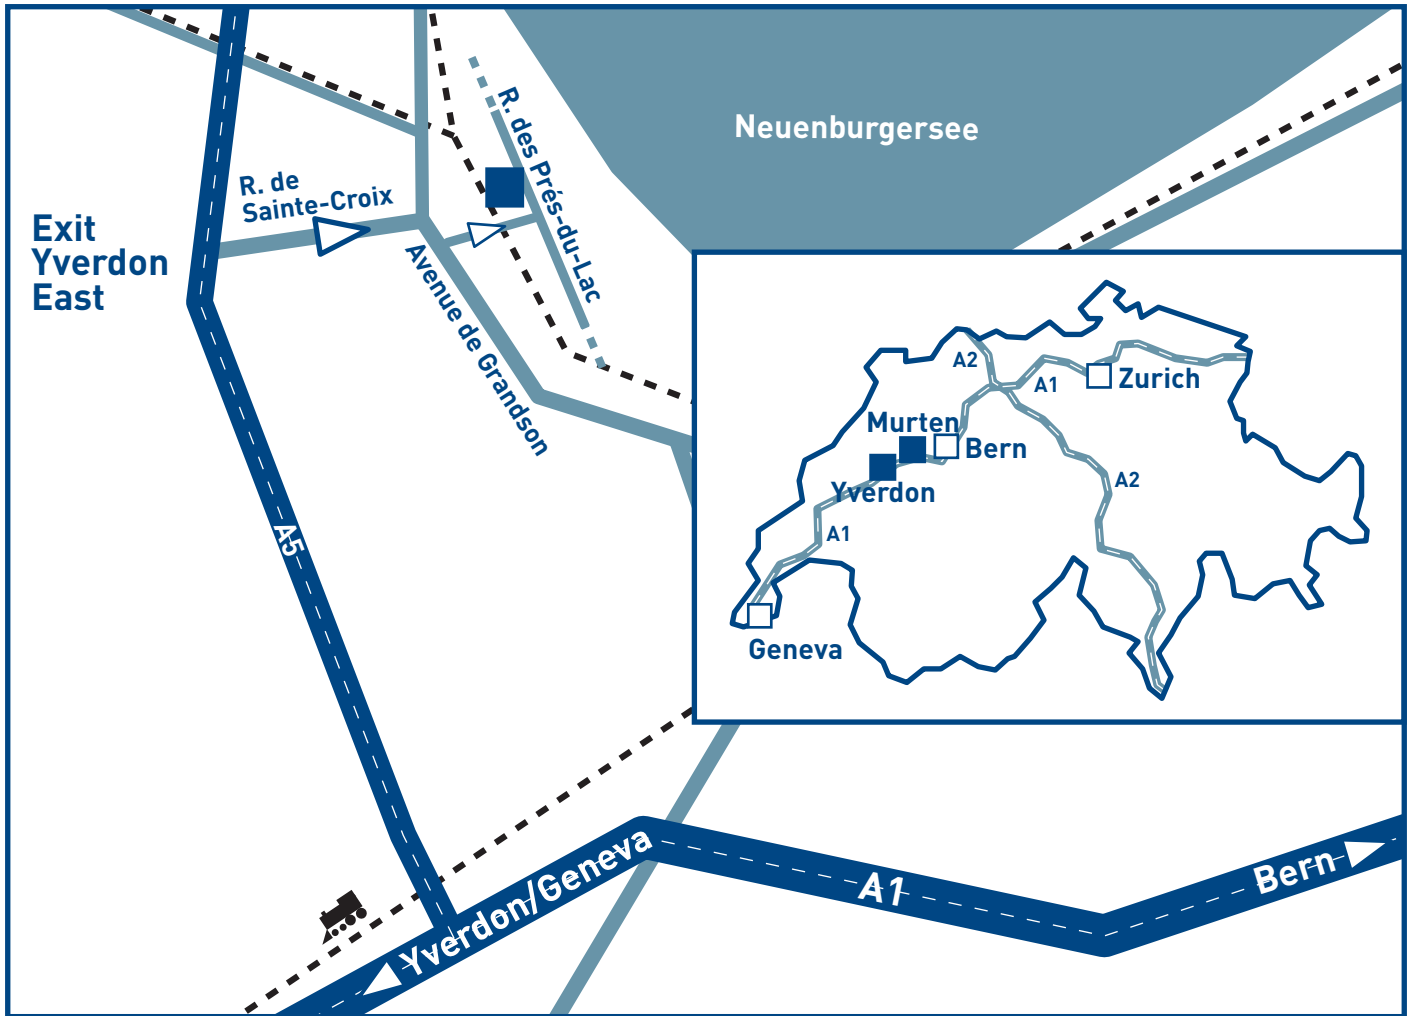 R. des Prés-du-Lac
Neuenburgersee
R. de
Sainte-Croix
Exit
Yverdon
East
Avenue de Grandson
A5
A2
A1
Zurich
Murten
Bern
Yverdon
A2
A1
Geneva
Yverdon/Geneva
A1
Bern